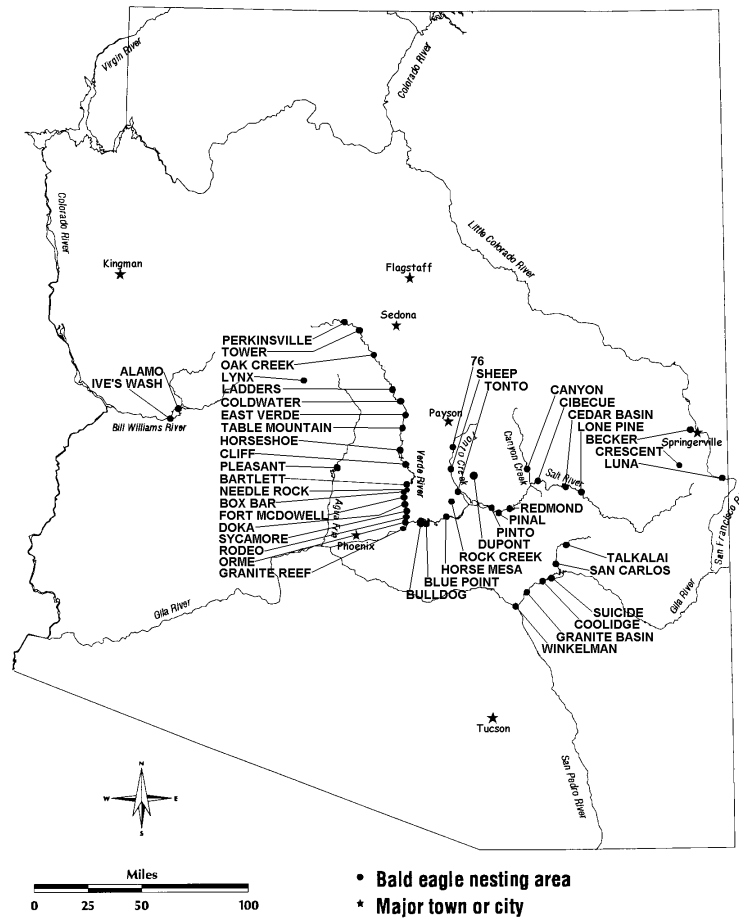 Virgin River
Colorado River
Colorado River
Little Colorado River
Kingman
Flagstaff
Sedona
PERKINSVILLE
TOWER
OAK CREEK
LYNX
LADDERS
COLDWATER
EAST VERDE
TABLE MOUNTAIN
HORSESHOE
CLIFF
PLEASANT
BARTLETT
NEEDLE ROCK
BOX BAR
FORT MCDOWELL
DOKA
SYCAMORE
RODEO
ORME
GRANITE REEF
ALAMO
IVE'S WASH
Bill Williams River
76
SHEEP
TONTO
Payson
Tonto Creek
Verde River
Agua Fria
Phoenix
CANYON
CIBECUE
CEDAR BASIN
LONE PINE
BECKER
CRESCENT
LUNA
Springerville
Canyon Creek
Salt River
San Francisco R
REDMOND
PINAL
PINTO
DUPONT
ROCK CREEK
HORSE MESA
BLUE POINT
BULLDOG
TALKALAI
SAN CARLOS
SUICIDE
COOLIDGE
GRANITE BASIN
WINKELMAN
Gila River
Gila River
Tucson
San Pedro River
N
W E
S
Miles
0 25 50 100
Bald eagle nesting area
Major town or city